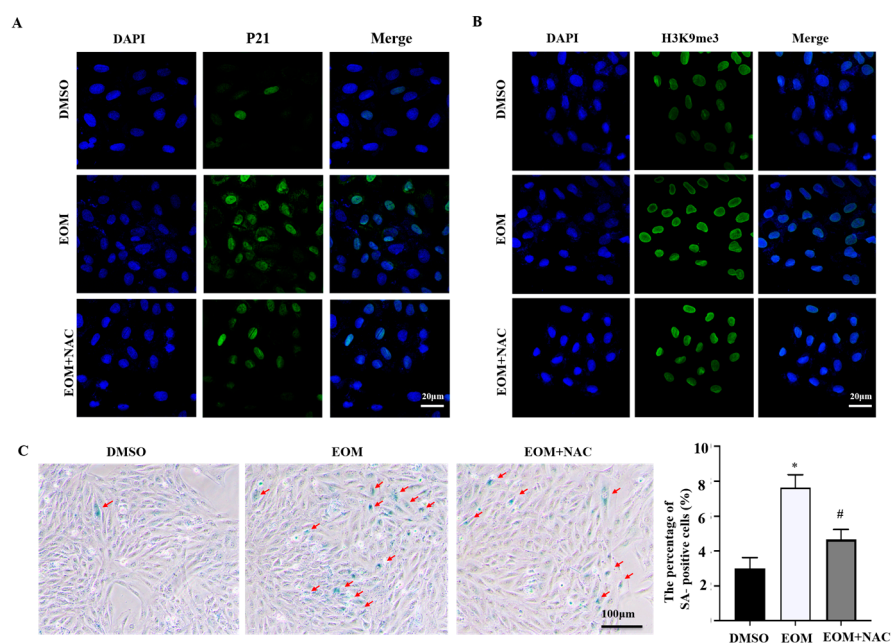 A
DAPI P21 Merge
DMSO
EOM
EOM+NAC
20μm
B
DAPI H3K9me3 Merge
DMSO
EOM
EOM+NAC
20μm
C
DMSO EOM EOM+NAC
100μm
The percentage of
SA- positive cells (%)
10
8
6
4
2
0
*
#
DMSO EOM EOM+NAC